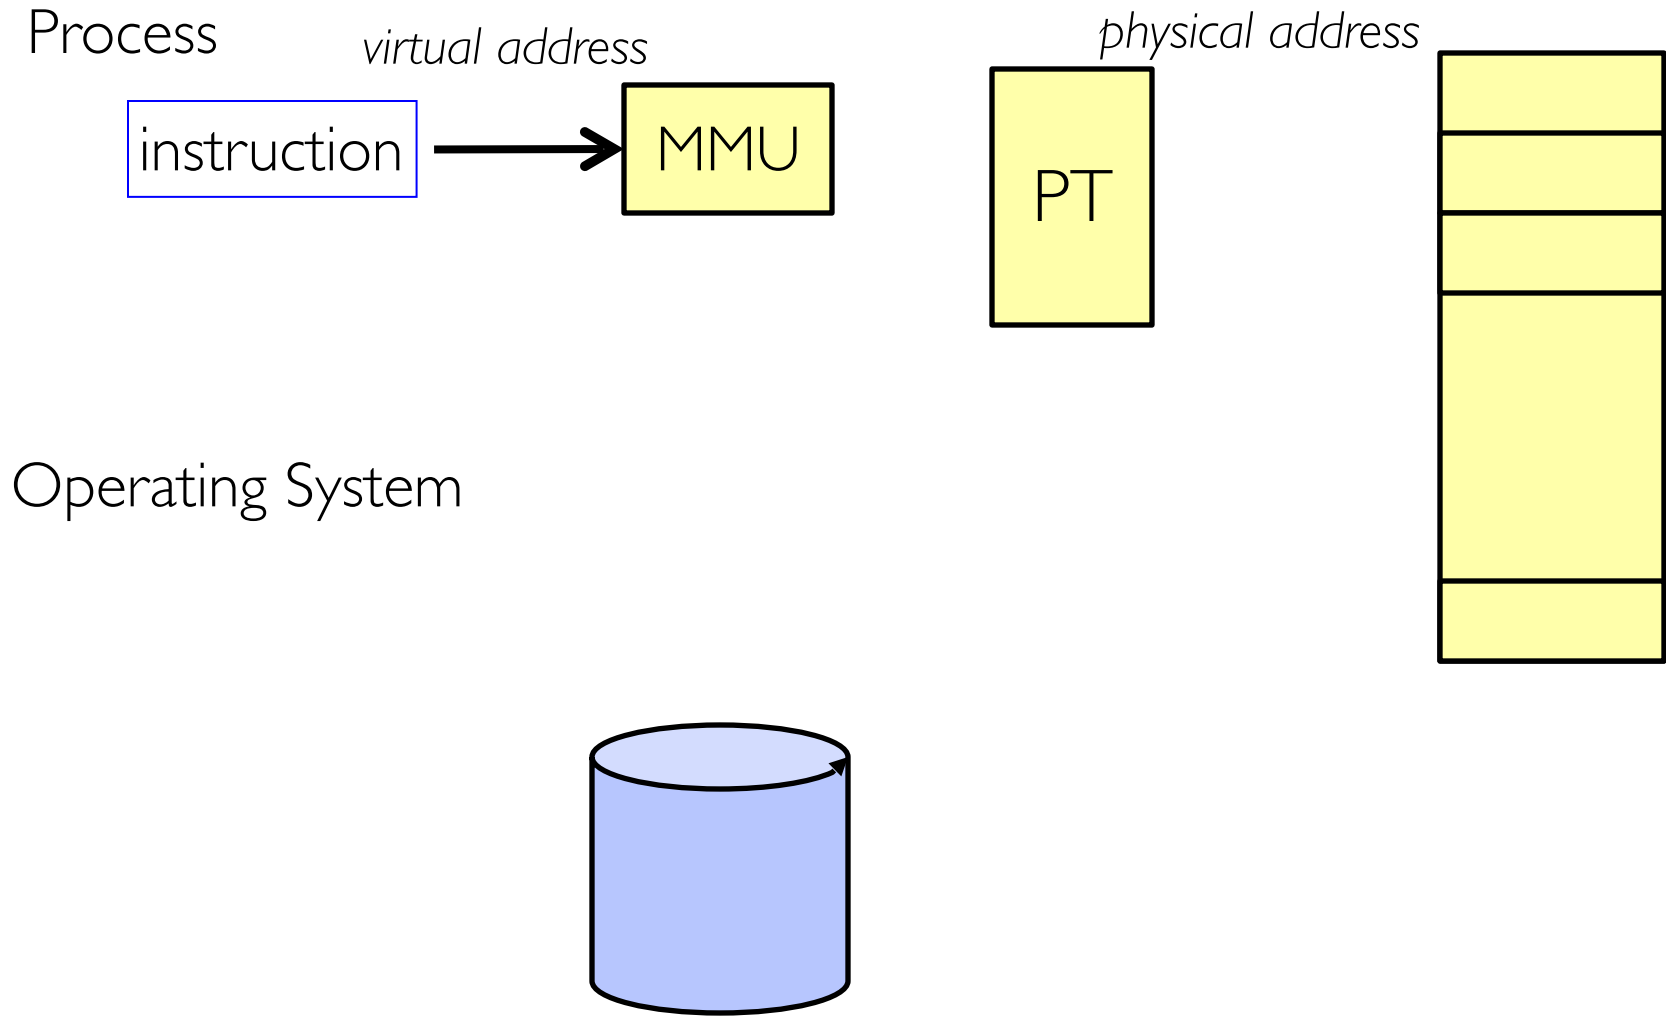 Process
virtual address
physical address
instruction
MMU
PT
Operating System